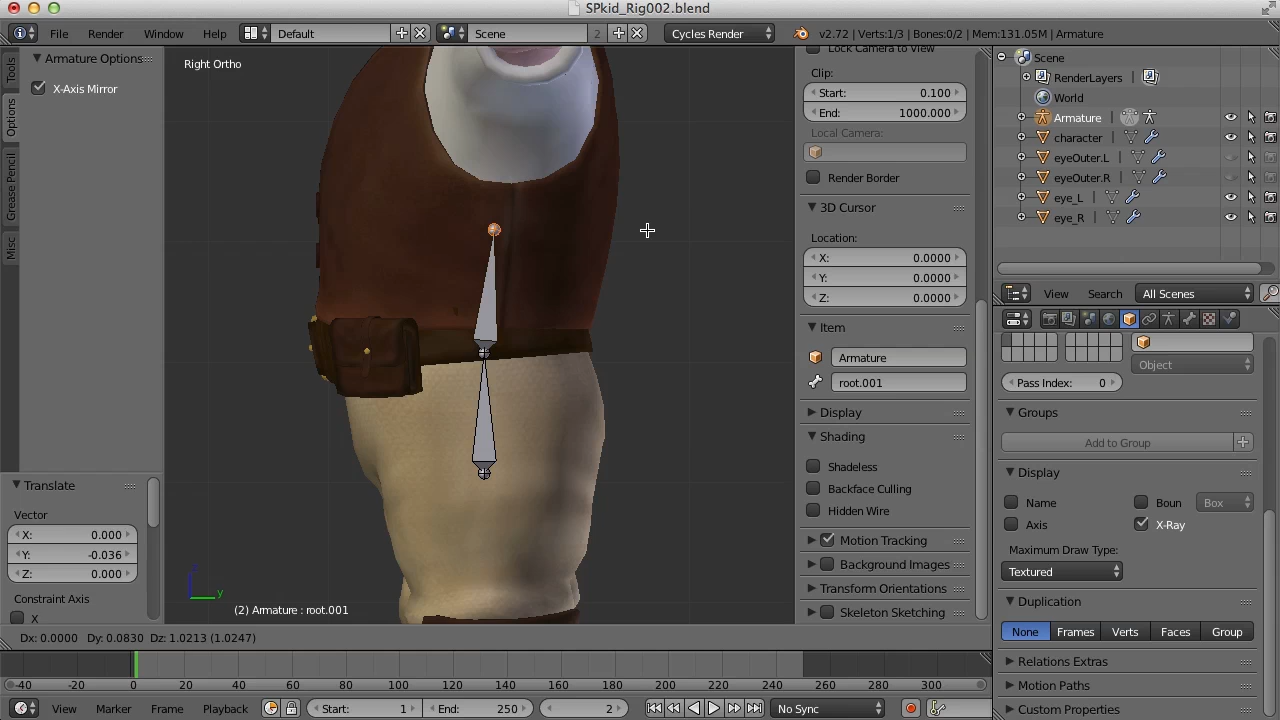 SPkid_Rig002.blend
File
Render
Window
Help
Default
Scene
2
Cycles Render
v2.72 | Verts:1/3 | Bones:0/2 | Mem:131.05M | Armature
Tools
Options
Grease Pencil
Misc
Armature Options
X-Axis Mirror
Right Ortho
Lock Camera to View
Clip:
Start: 0.100
End: 1000.000
Local Camera:
Render Border
3D Cursor
Location:
X: 0.0000
Y: 0.0000
Z: 0.0000
Item
Armature
root.001
Display
Shading
Shadeless
Backface Culling
Hidden Wire
Motion Tracking
Background Images
Transform Orientations
Skeleton Sketching
Scene
RenderLayers
World
Armature
character
eyeOuter.L
eyeOuter.R
eye_L
eye_R
View
Search
All Scenes
Object
Pass Index: 0
Groups
Add to Group
Display
Name
Boun
Box
Axis
X-Ray
Maximum Draw Type:
Textured
Duplication
None
Frames
Verts
Faces
Group
Relations Extras
Motion Paths
Custom Properties
Translate
Vector
X: 0.000
Y: -0.036
Z: 0.000
Constraint Axis
X
z
y
(2) Armature : root.001
Dx: 0.0000 Dy: 0.0830 Dz: 1.0213 (1.0247)
-40 -20 0 20 40 60 80 100 120 140 160 180 200 220 240 260 280 300
View
Marker
Frame
Playback
Start: 1
End: 250
2
No Sync